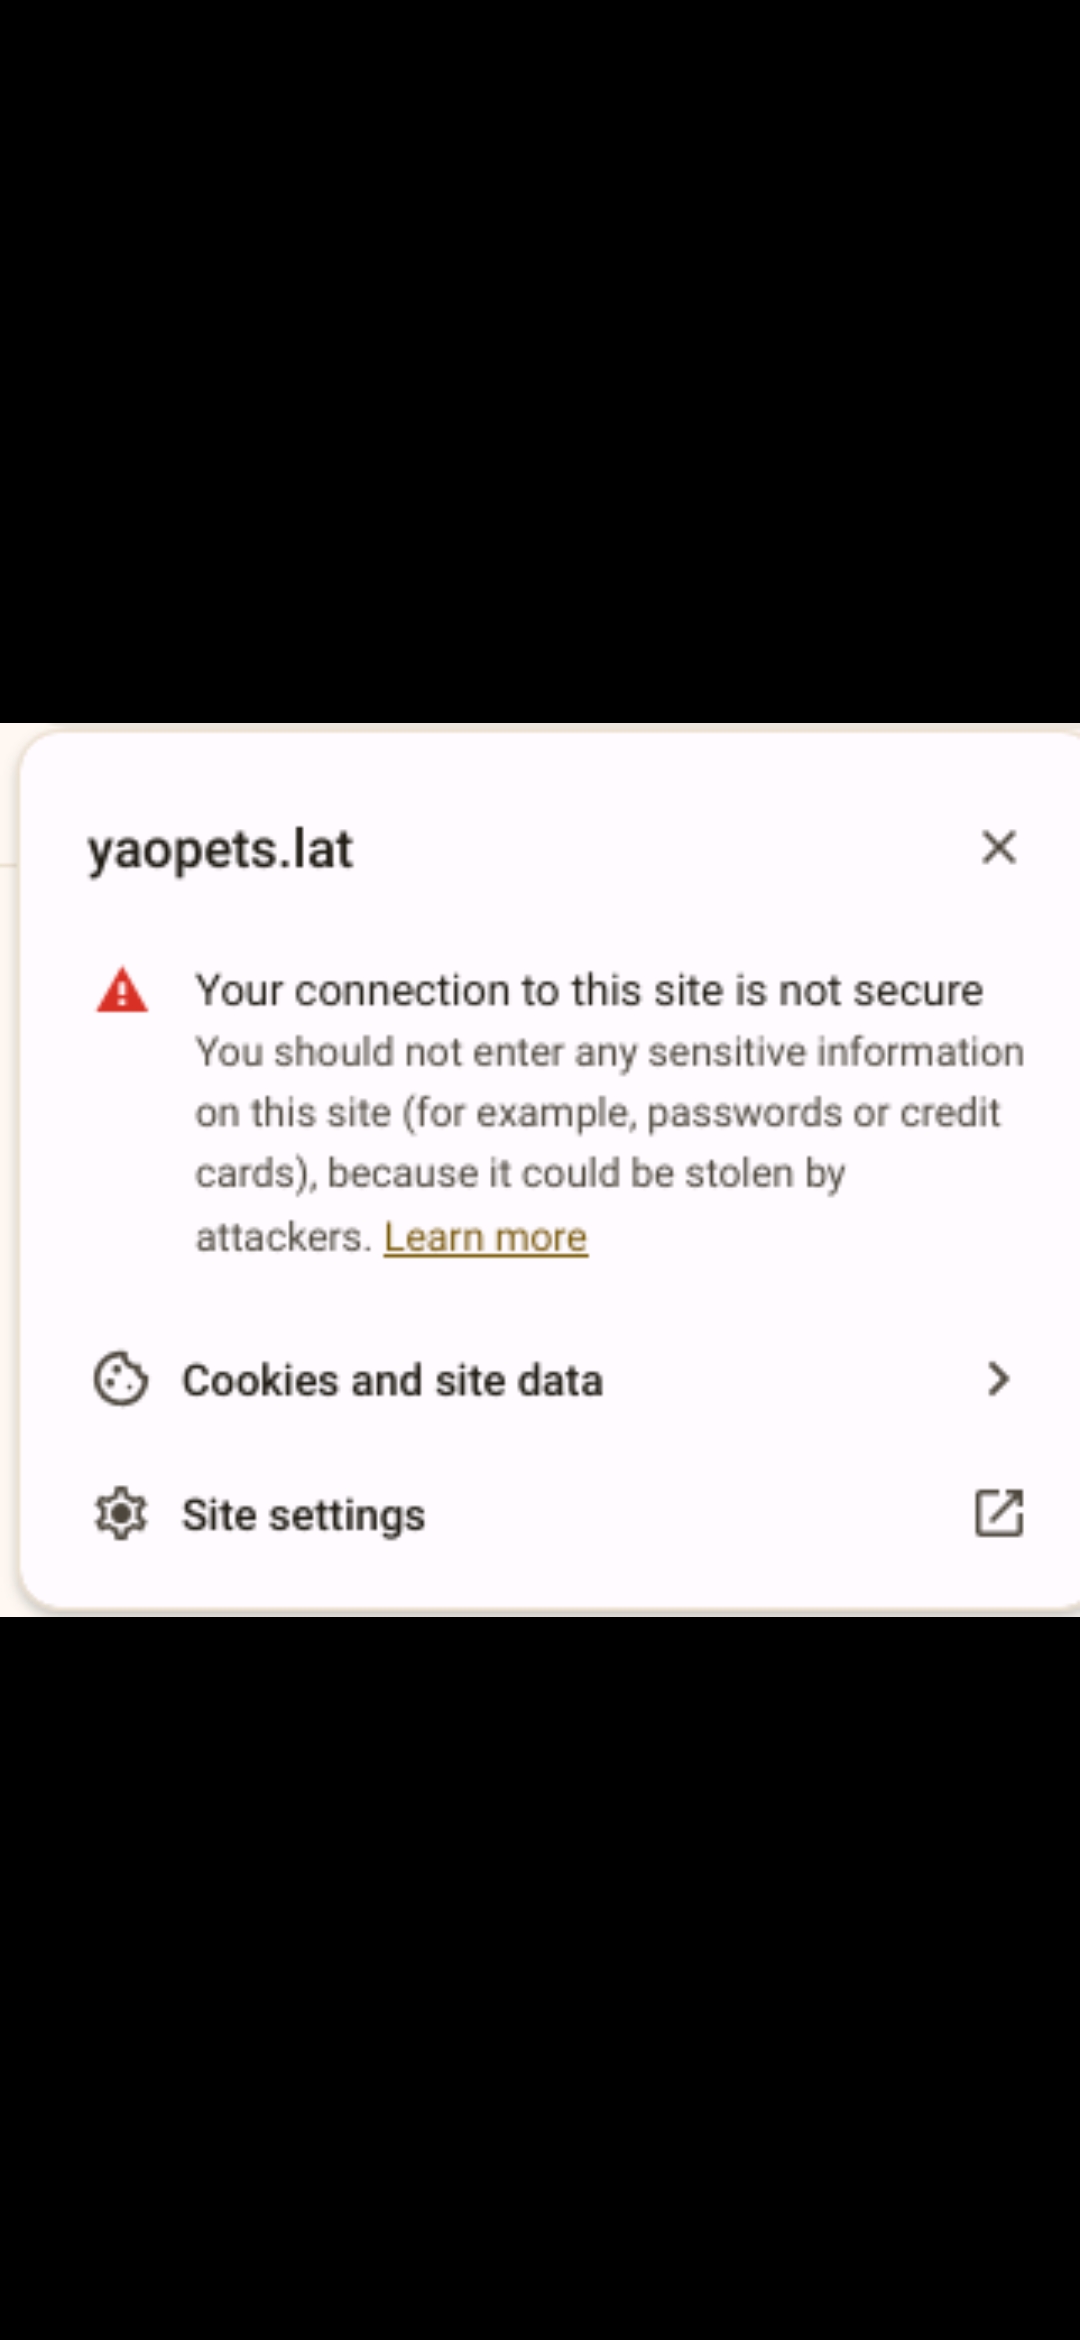 yaopets.lat
Your connection to this site is not secure
You should not enter any sensitive information
on this site (for example, passwords or credit
cards), because it could be stolen by
attackers. Learn more
Cookies and site data
Site settings